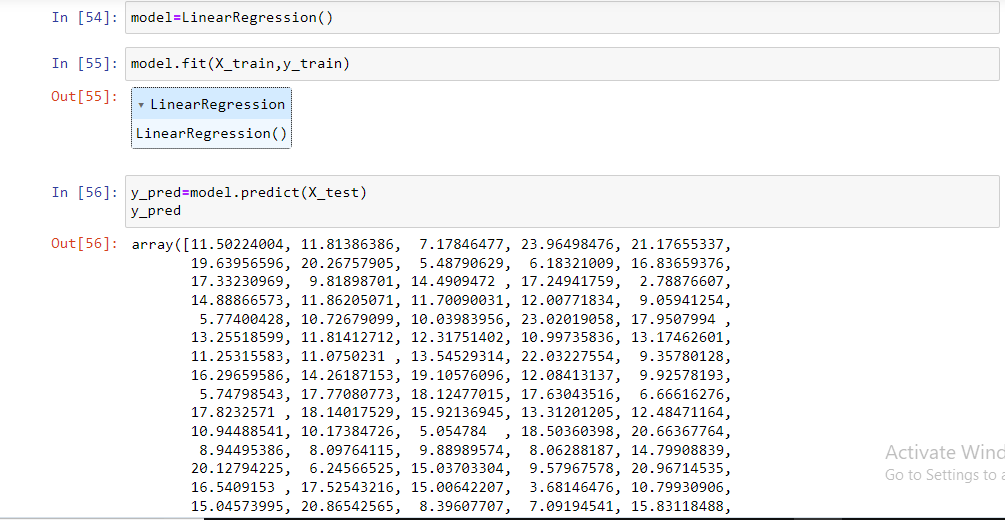 In [54]: model=LinearRegression()
In [55]: model.fit(X_train,y_train)
Out[55]: ▾ LinearRegression
LinearRegression()
In [56]: y_pred=model.predict(X_test)
y_pred
Out[56]: array([11.50224004, 11.81386386,  7.17846477, 23.96498476, 21.17655337,
19.63956596, 20.26757905,  5.48790629,  6.18321009, 16.83659376,
17.33230969,  9.81898701, 14.4909472 , 17.24941759,  2.78876607,
14.88866573, 11.86205071, 11.70090031, 12.00771834,  9.05941254,
5.77400428, 10.72679099, 10.03983956, 23.02019058, 17.9507994 ,
13.25518599, 11.81412712, 12.31751402, 10.99735836, 13.17462601,
11.25315583, 11.0750231 , 13.54529314, 22.03227554,  9.35780128,
16.29659586, 14.26187153, 19.10576096, 12.08413137,  9.92578193,
5.74798543, 17.77080773, 18.12477015, 17.63043516,  6.66616276,
17.8232571 , 18.14017529, 15.92136945, 13.31201205, 12.48471164,
10.94488541, 10.17384726,  5.054784  , 18.50360398, 20.66367764,
8.94495386,  8.09764115,  9.88989574,  8.06288187, 14.79908839,
20.12794225,  6.24566525, 15.03703304,  9.57967578, 20.96714535,
16.5409153 , 17.52543216, 15.00642207,  3.68146476, 10.79930906,
15.04573995, 20.86542565,  8.39607707,  7.09194541, 15.83118488,
Activate Wind
Go to Settings to a